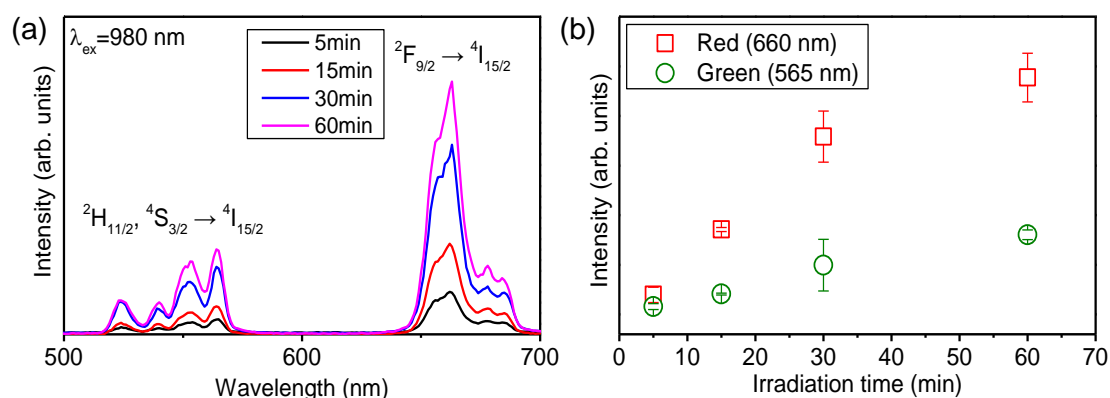 (a)
λex=980 nm
5min
15min
30min
60min
²F9/2 → ⁴I15/2
²H11/2, ⁴S3/2 → ⁴I15/2
Intensity (arb. units)
500 600 700
Wavelength (nm)
(b)
Red (660 nm)
Green (565 nm)
Intensity (arb. units)
0 10 20 30 40 50 60 70
Irradiation time (min)